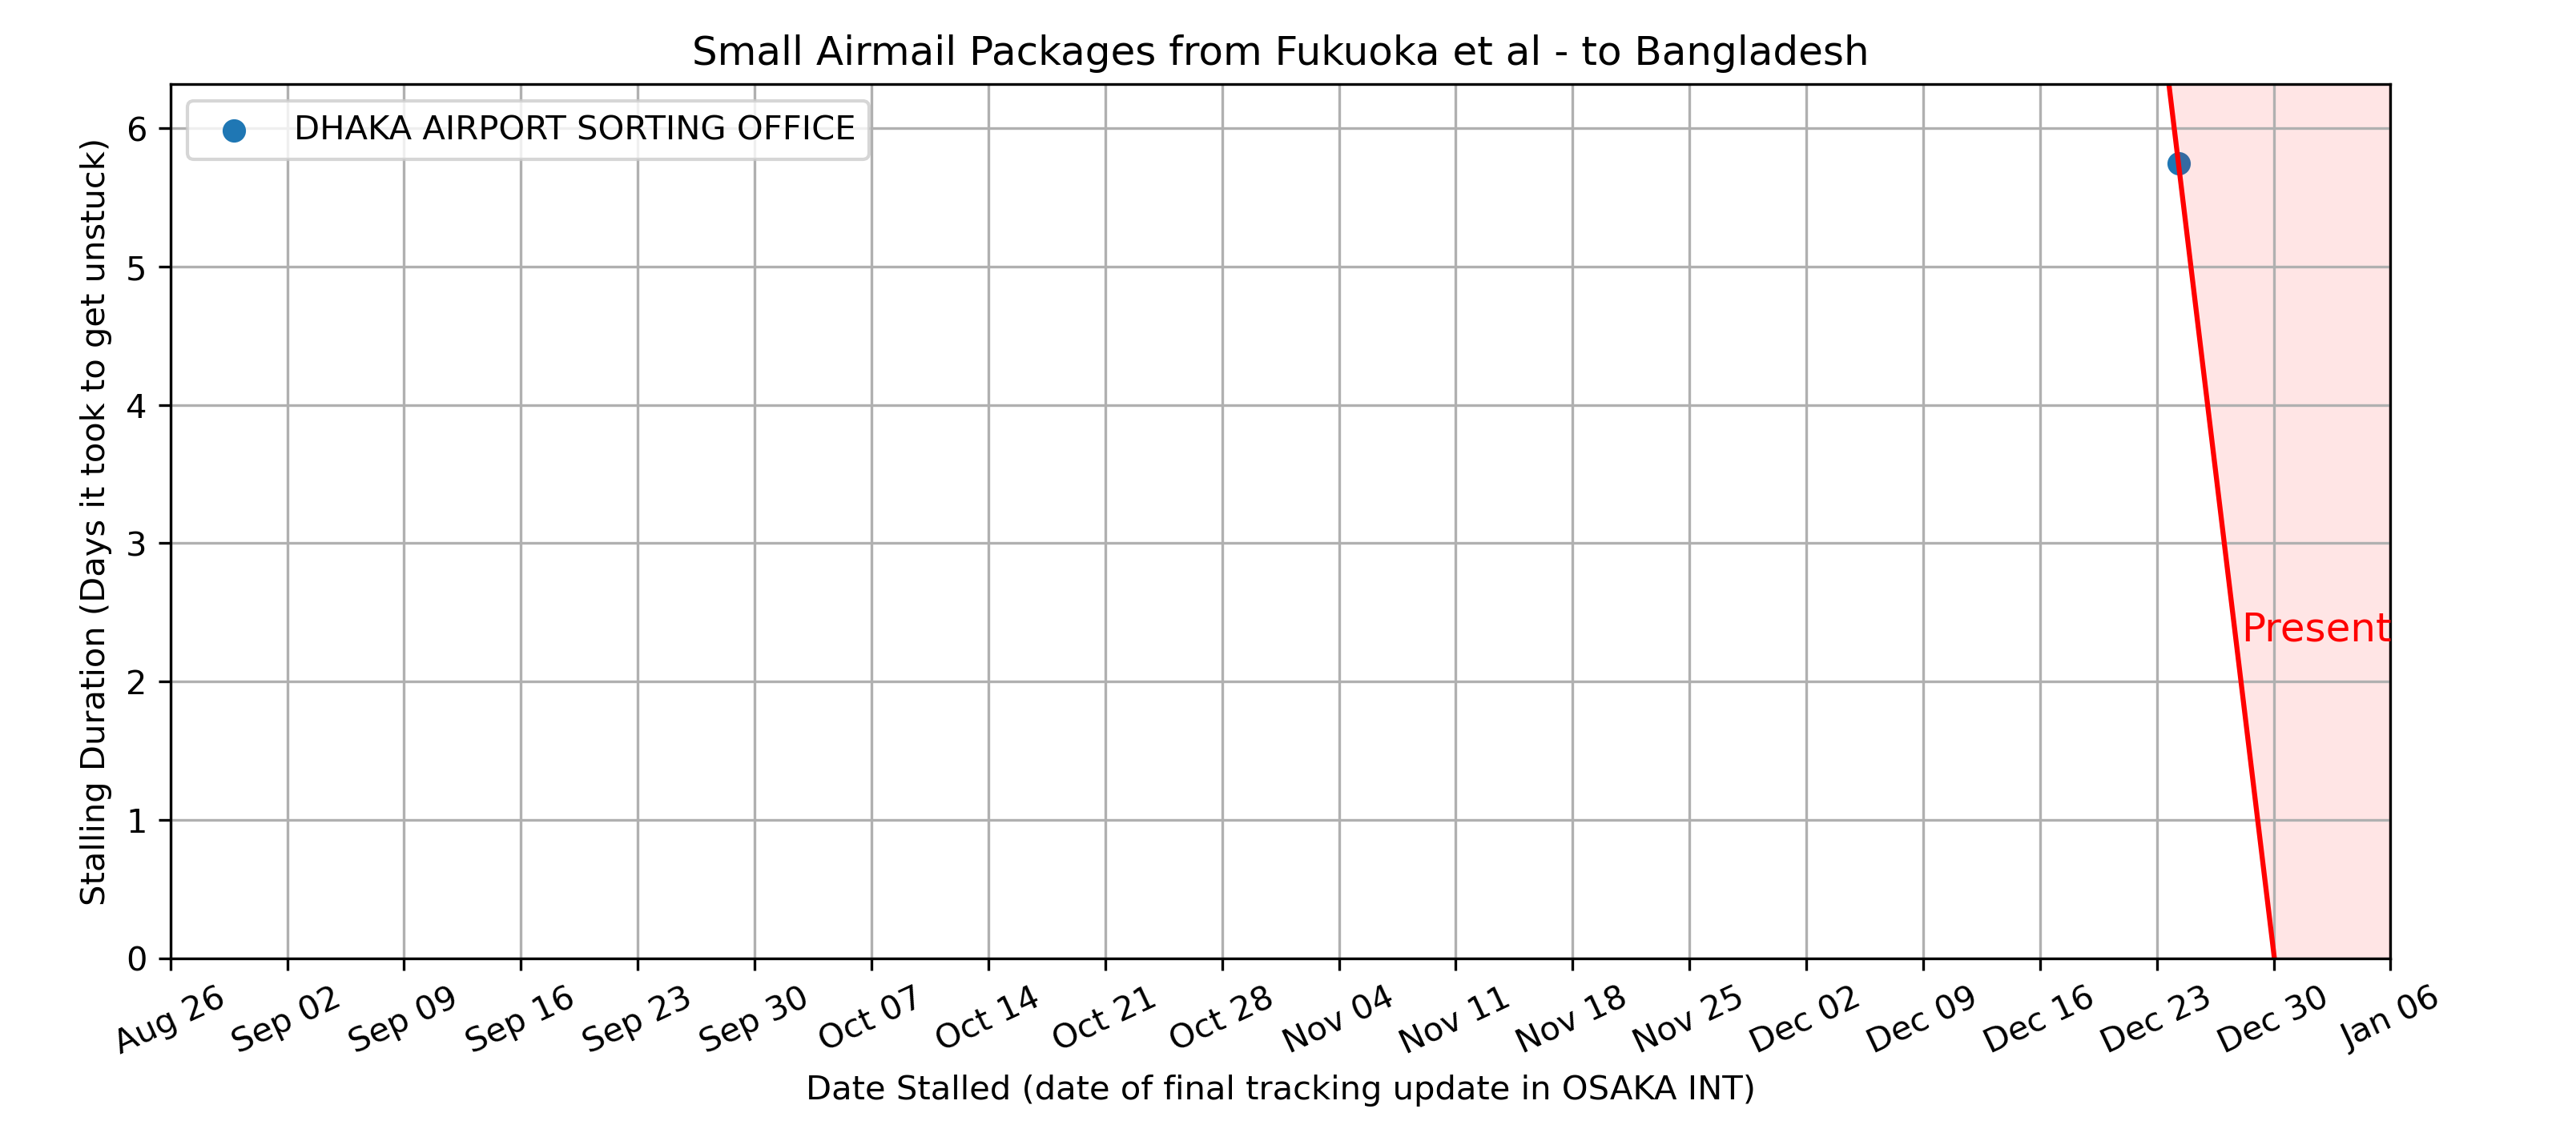 Small Airmail Packages from Fukuoka et al - to Bangladesh
DHAKA AIRPORT SORTING OFFICE
Stalling Duration (Days it took to get unstuck)
6
5
4
3
2
1
0
Present
Aug 26 Sep 02 Sep 09 Sep 16 Sep 23 Sep 30 Oct 07 Oct 14 Oct 21 Oct 28 Nov 04 Nov 11 Nov 18 Nov 25 Dec 02 Dec 09 Dec 16 Dec 23 Dec 30 Jan 06
Date Stalled (date of final tracking update in OSAKA INT)